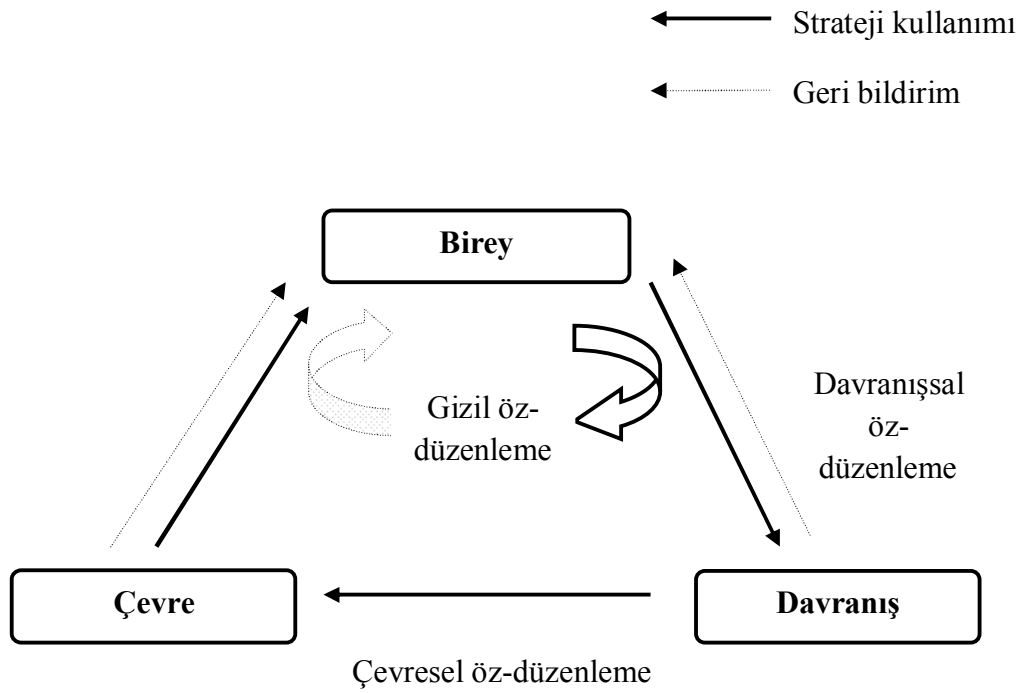 Strateji kullanımı
Geri bildirim
Birey
Davranışsal
öz-
düzenleme
Gizil öz-
düzenleme
Çevre
Davranış
Çevresel öz-düzenleme